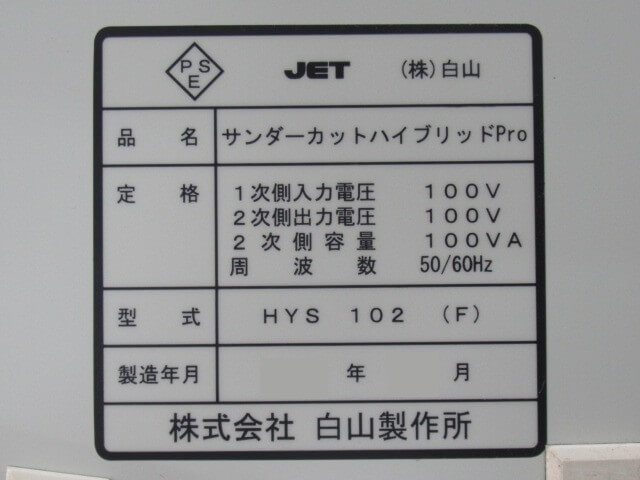 PSE JET (株)白山
品名 サンダーカットハイブリッドPro
定格 1次側入力電圧 100V
2次側出力電圧 100V
2次側容量 100VA
周波数 50/60Hz
型式 HYS 102 (F)
製造年月 年 月
株式会社 白山製作所